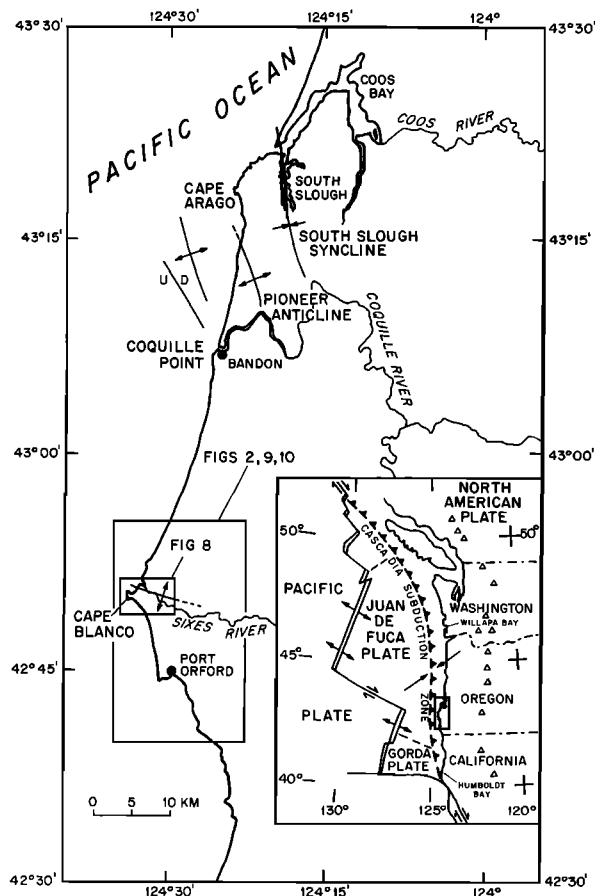 124°30'
124°15'
124°
43°30'
43°30'
PACIFIC OCEAN
COOS
BAY
COOS RIVER
SOUTH
SLOUGH
CAPE
ARAGO
43°15'
43°15'
SOUTH SLOUGH
SYNCLINE
U D
PIONEER
ANTICLINE
COQUILLE RIVER
COQUILLE
POINT
BANDON
43°00'
43°00'
FIGS 2,9,10
FIG 8
CAPE
BLANCO
SIXES RIVER
42°45'
PORT
ORFORD
0 5 10 KM
42°30'
42°30'
124°30'
124°15'
124°
NORTH
AMERICAN
PLATE
50°
50°
CASCADIA SUBDUCTION
ZONE
PACIFIC
PLATE
JUAN
DE
FUCA
PLATE
WASHINGTON
WILLAPA BAY
45°
OREGON
GORDA
PLATE
CALIFORNIA
HUMBOLDT
BAY
40°
130°
125°
120°